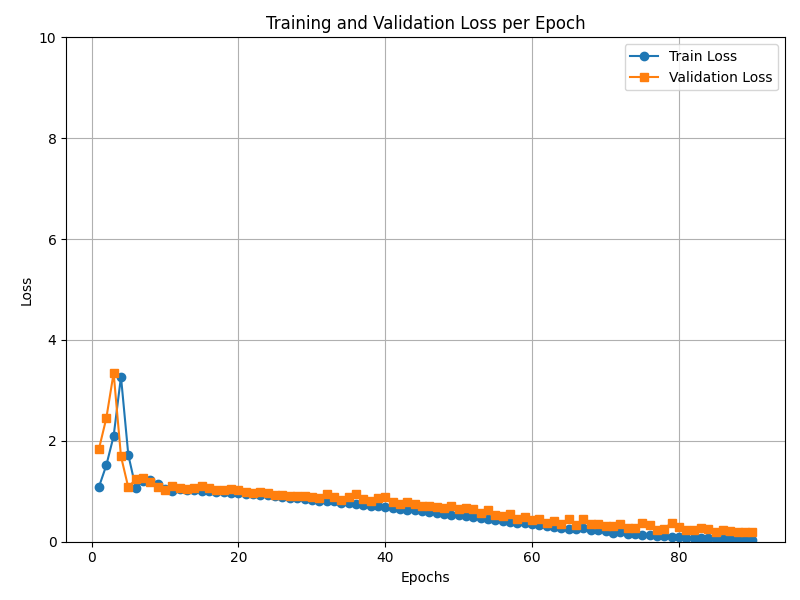 Training and Validation Loss per Epoch
Train Loss
Validation Loss
10
8
6
4
2
0
Loss
0 20 40 60 80
Epochs